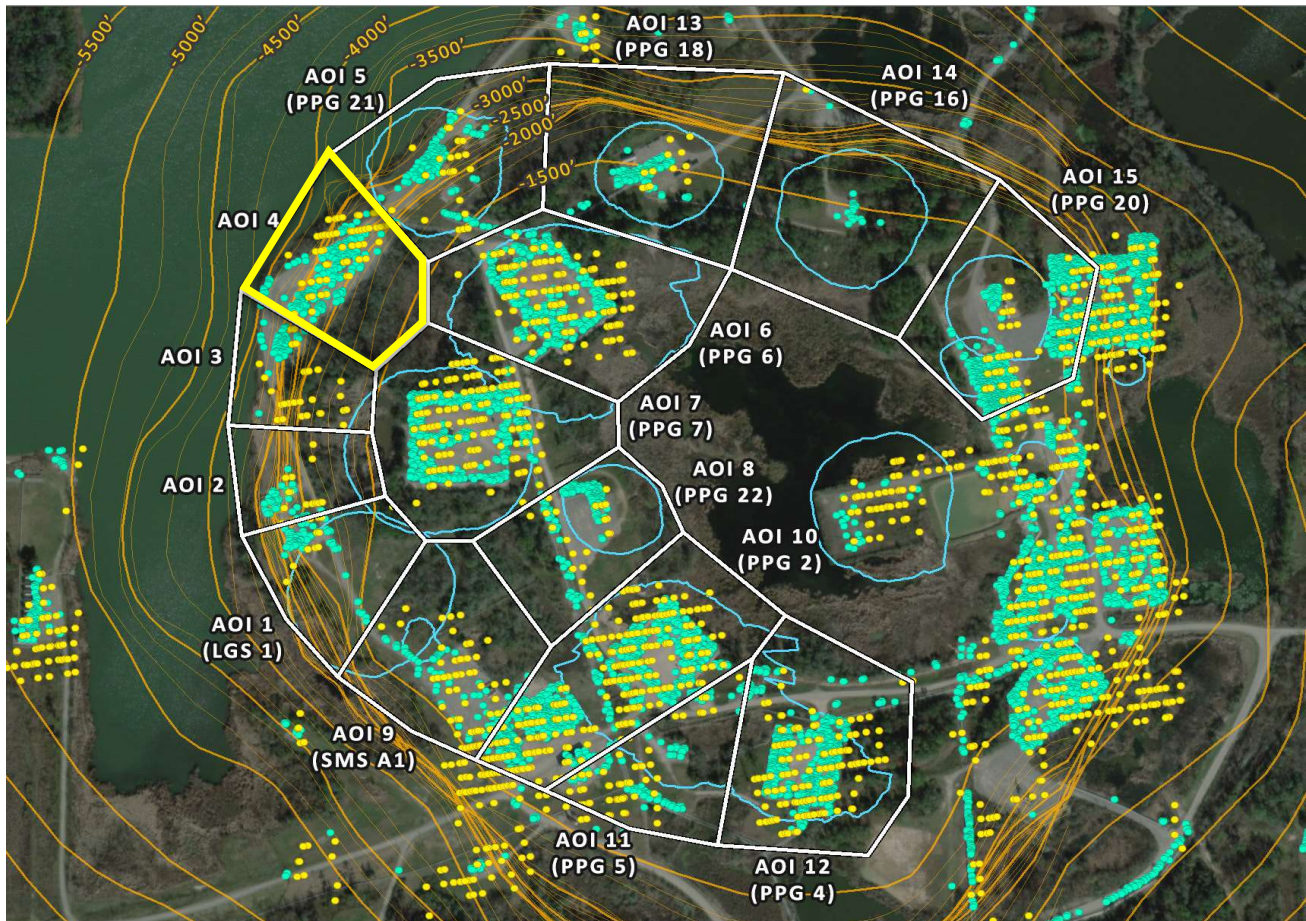 -5500'
-5000'
-4500'
-4000'
-3500'
-3000'
-2500'
-2000'
-1500'
AOI 13
(PPG 18)
AOI 14
(PPG 16)
AOI 5
(PPG 21)
AOI 15
(PPG 20)
AOI 4
AOI 6
(PPG 6)
AOI 3
AOI 7
(PPG 7)
AOI 8
(PPG 22)
AOI 2
AOI 10
(PPG 2)
AOI 1
(LGS 1)
AOI 9
(SMS A1)
AOI 11
(PPG 5)
AOI 12
(PPG 4)